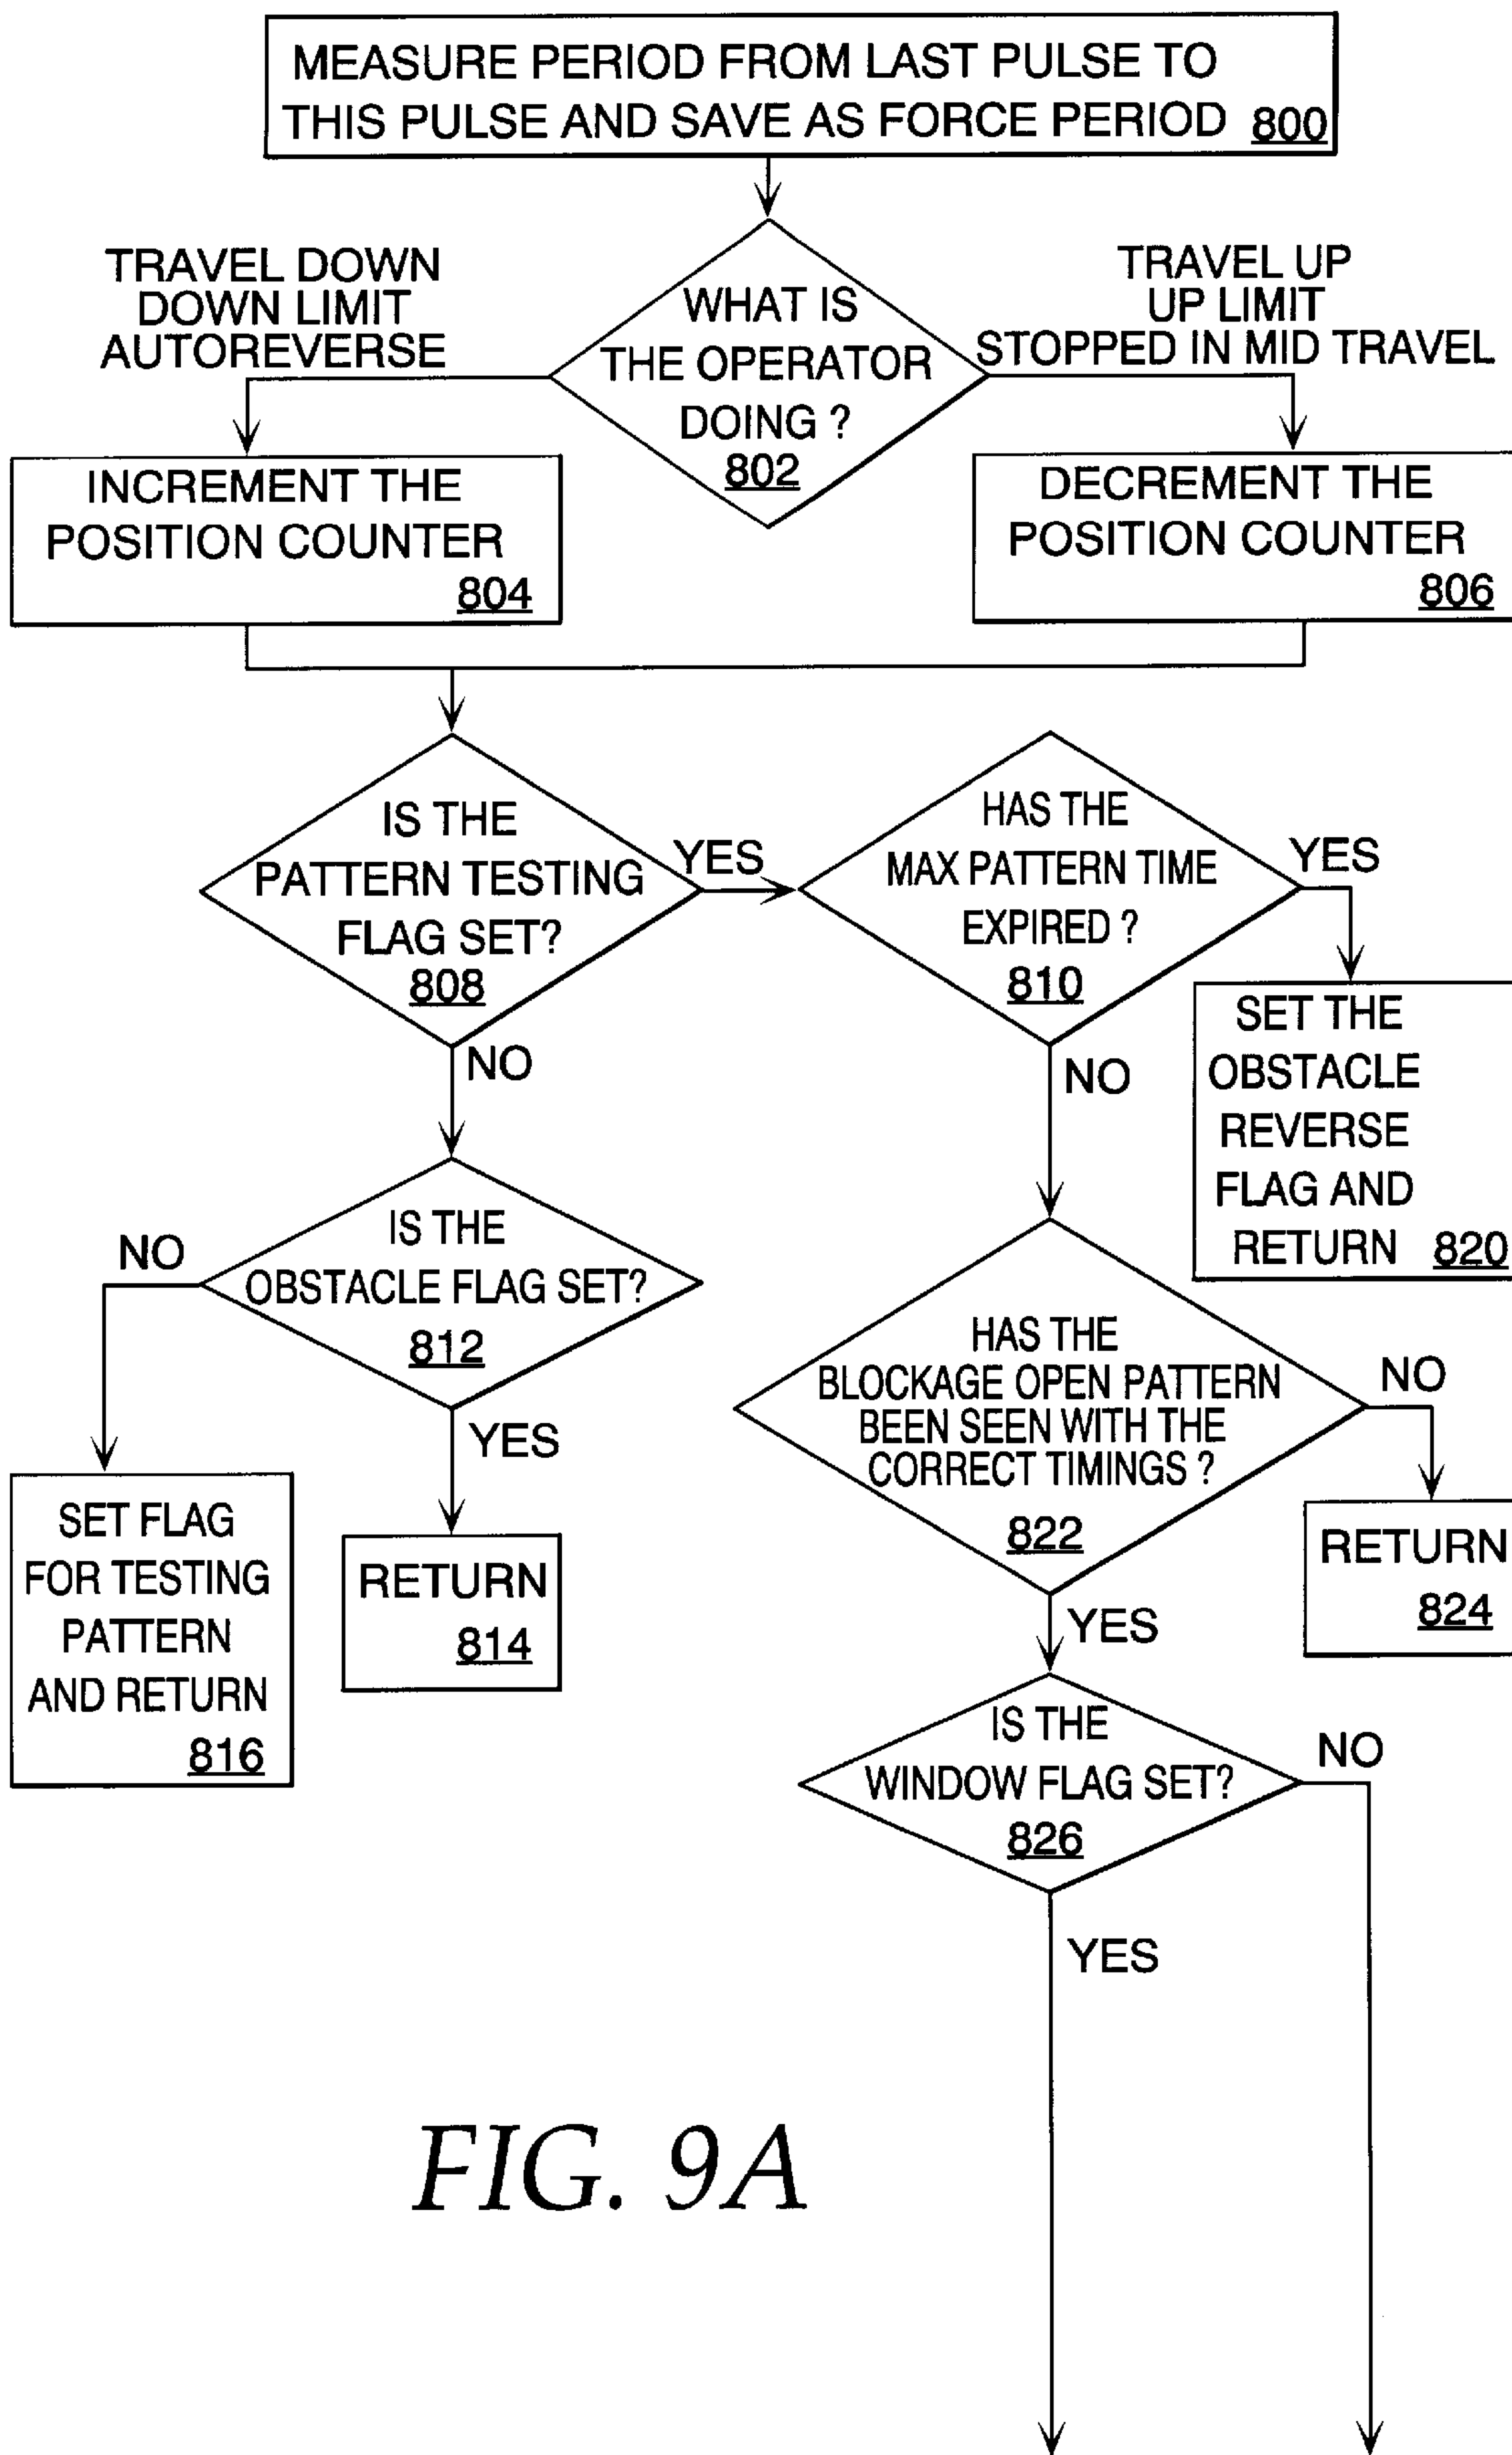 MEASURE PERIOD FROM LAST PULSE TO
THIS PULSE AND SAVE AS FORCE PERIOD 800
TRAVEL DOWN
DOWN LIMIT
AUTOREVERSE
WHAT IS
THE OPERATOR
DOING ?
802
TRAVEL UP
UP LIMIT
STOPPED IN MID TRAVEL
INCREMENT THE
POSITION COUNTER
804
DECREMENT THE
POSITION COUNTER
806
IS THE
PATTERN TESTING
FLAG SET?
808
YES
NO
HAS THE
MAX PATTERN TIME
EXPIRED ?
810
YES
NO
SET THE
OBSTACLE
REVERSE
FLAG AND
RETURN 820
IS THE
OBSTACLE FLAG SET?
812
NO
YES
SET FLAG
FOR TESTING
PATTERN
AND RETURN
816
RETURN
814
HAS THE
BLOCKAGE OPEN PATTERN
BEEN SEEN WITH THE
CORRECT TIMINGS ?
822
NO
YES
RETURN
824
IS THE
WINDOW FLAG SET?
826
NO
YES
FIG. 9A